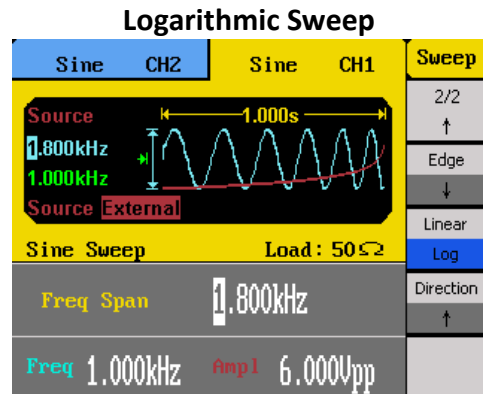 Logarithmic Sweep
Sine CH2 Sine CH1 Sweep
2/2
↑
Source 1.000s
1.800kHz
Edge
↓
1.000kHz
Source External
Linear
Log
Sine Sweep Load: 50Ω
Direction
↑
Freq Span 1.800kHz
Freq 1.000kHz Ampl 6.000Vpp